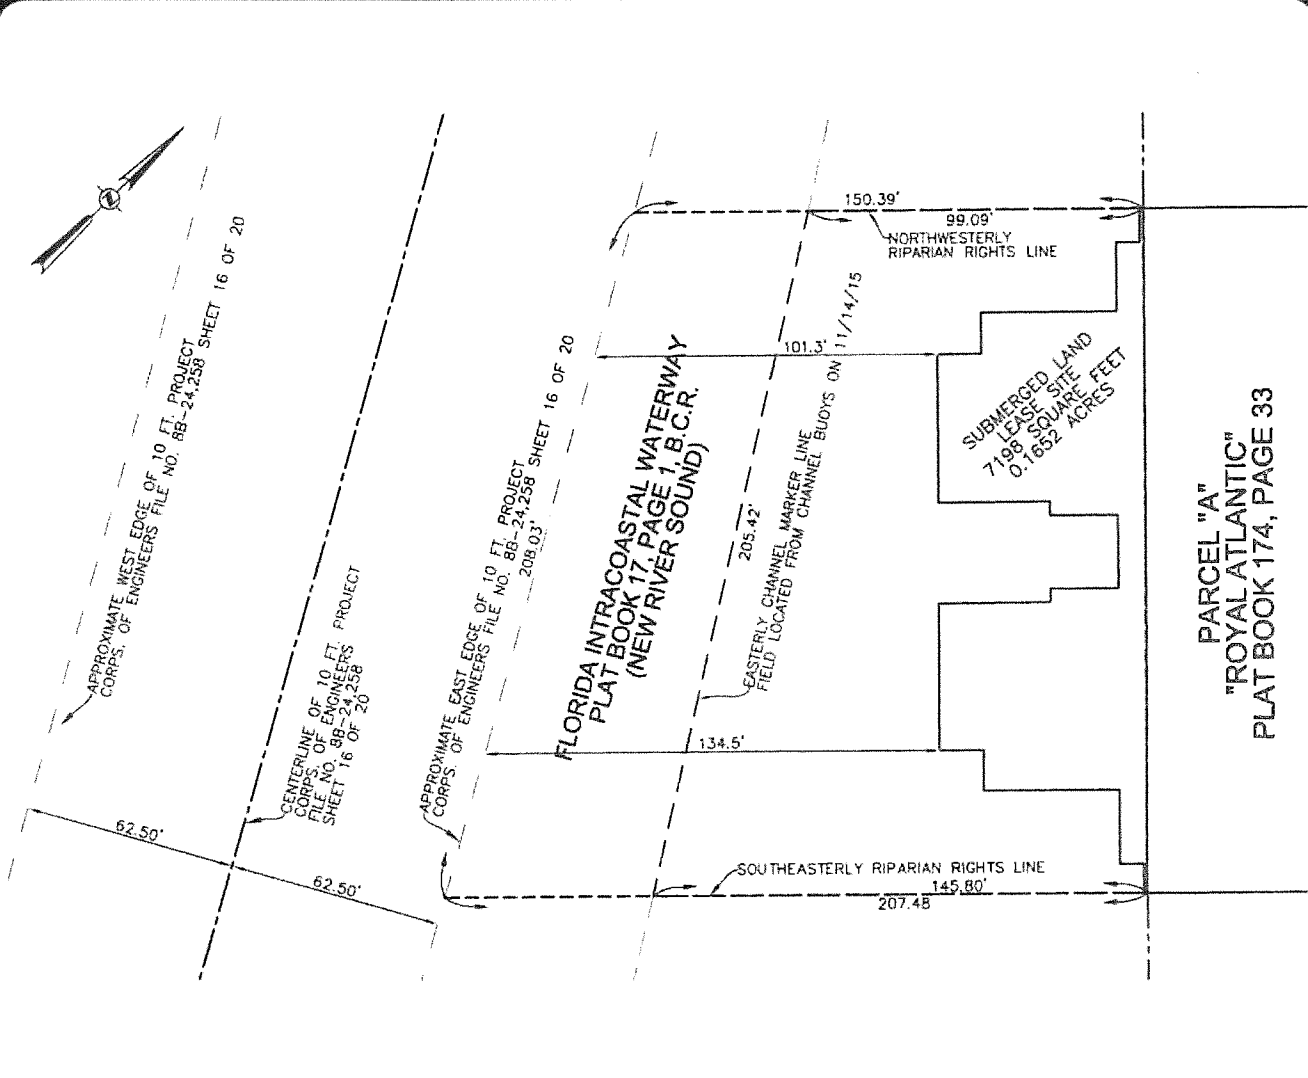 150.39'
99.09'
NORTHWESTERLY
RIPARIAN RIGHTS LINE
APPROXIMATE WEST EDGE OF 10 FT. PROJECT
CORPS. OF ENGINEERS FILE NO. 8B-24,258 SHEET 16 OF 20
CENTERLINE OF 10 FT. PROJECT
CORPS. OF ENGINEERS
FILE NO. 8B-24,258
SHEET 16 OF 20
APPROXIMATE EAST EDGE OF 10 FT. PROJECT
CORPS. OF ENGINEERS FILE NO. 8B-24,258 SHEET 16 OF 20
208.03'
FLORIDA INTRACOASTAL WATERWAY
PLAT BOOK 17, PAGE 1, B.C.R.
(NEW RIVER SOUND)
101.3'
205.42'
EASTERLY CHANNEL MARKER LINE
FIELD LOCATED FROM CHANNEL BUOYS ON 11/14/15
SUBMERGED LAND
LEASE SITE
7198 SQUARE FEET
0.1652 ACRES
PARCEL "A"
"ROYAL ATLANTIC"
PLAT BOOK 174, PAGE 33
134.5'
62.50'
62.50'
SOUTHEASTERLY RIPARIAN RIGHTS LINE
145.80'
207.48